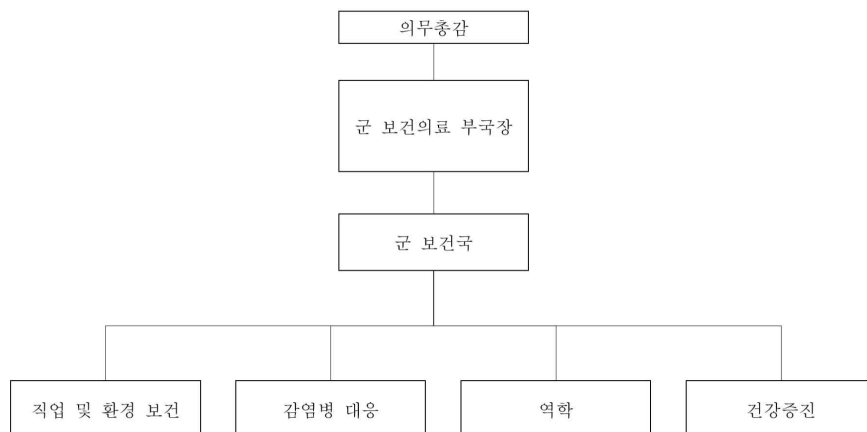 의무총감
군 보건의료 부국장
군 보건국
직업 및 환경 보건
감염병 대응
역학
건강증진